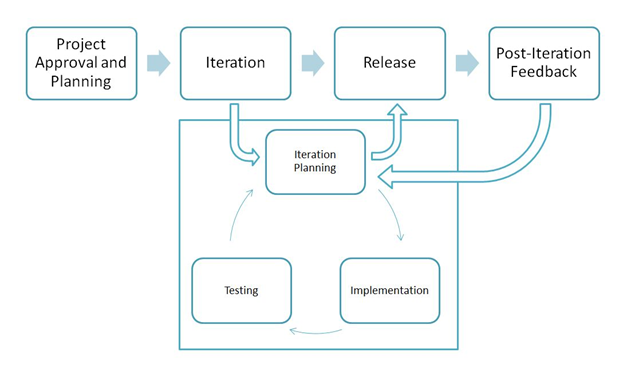 Project
Approval and
Planning
Iteration
Release
Post-Iteration
Feedback
Iteration
Planning
Testing
Implementation